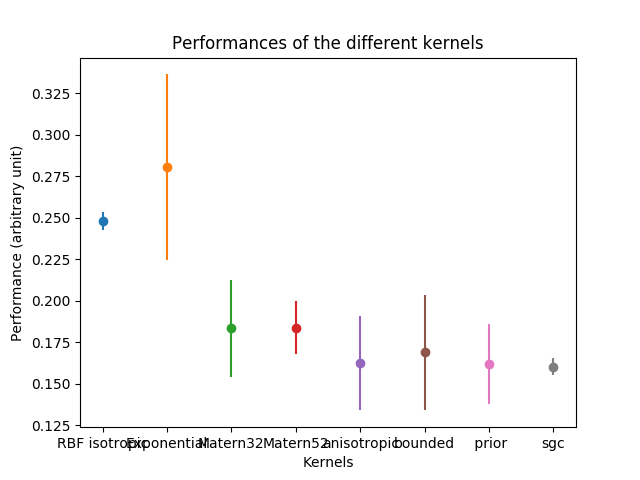 Performances of the different kernels
Performance (arbitrary unit)
0.325
0.300
0.275
0.250
0.225
0.200
0.175
0.150
0.125
RBF isotropic Exponential Matern32 Matern52 anisotropic bounded prior sgc
Kernels